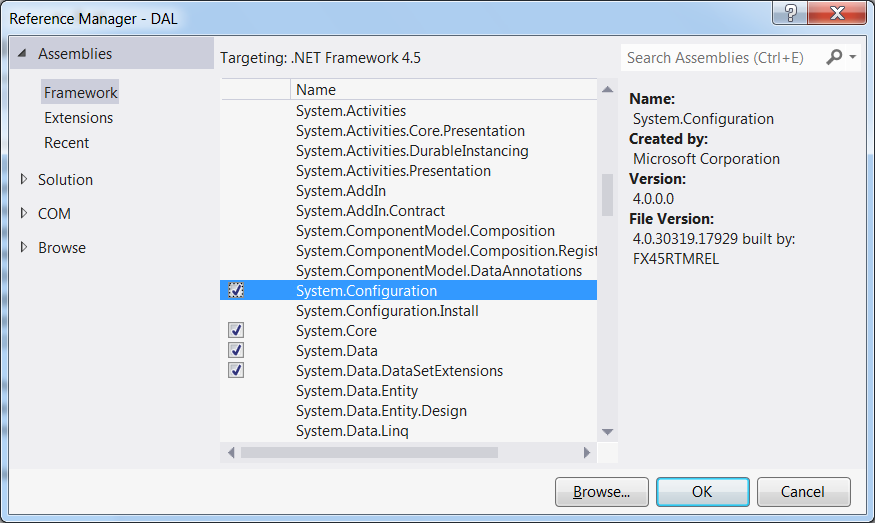 Reference Manager - DAL
?
Assemblies
Framework
Extensions
Recent
Solution
COM
Browse
Targeting: .NET Framework 4.5
Name
System.Activities
System.Activities.Core.Presentation
System.Activities.DurableInstancing
System.Activities.Presentation
System.AddIn
System.AddIn.Contract
System.ComponentModel.Composition
System.ComponentModel.Composition.Regist
System.ComponentModel.DataAnnotations
System.Configuration
System.Configuration.Install
System.Core
System.Data
System.Data.DataSetExtensions
System.Data.Entity
System.Data.Entity.Design
System.Data.Linq
Search Assemblies (Ctrl+E)
Name:
System.Configuration
Created by:
Microsoft Corporation
Version:
4.0.0.0
File Version:
4.0.30319.17929 built by:
FX45RTMREL
Browse...
OK
Cancel